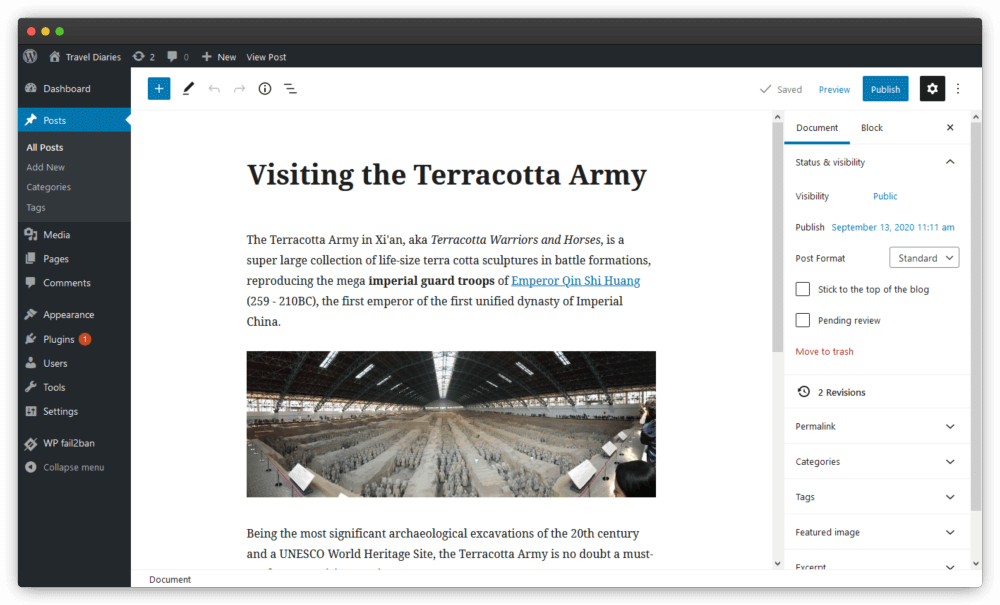 Travel Diaries 2 0 New View Post
Dashboard
Posts
All Posts
Add New
Categories
Tags
Media
Pages
Comments
Appearance
Plugins 1
Users
Tools
Settings
WP fail2ban
Collapse menu
Saved Preview Publish
Visiting the Terracotta Army
The Terracotta Army in Xi'an, aka Terracotta Warriors and Horses, is a
super large collection of life-size terra cotta sculptures in battle formations,
reproducing the mega imperial guard troops of Emperor Qin Shi Huang
(259 - 210BC), the first emperor of the first unified dynasty of Imperial
China.
Being the most significant archaeological excavations of the 20th century
and a UNESCO World Heritage Site, the Terracotta Army is no doubt a must-
Document
Document Block
Status & visibility
Visibility Public
Publish September 13, 2020 11:11 am
Post Format Standard
Stick to the top of the blog
Pending review
Move to trash
2 Revisions
Permalink
Categories
Tags
Featured image
Excerpt